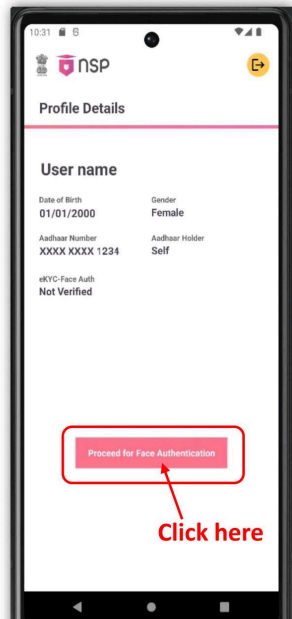 10:31
nsp
Profile Details
User name
Date of Birth Gender
01/01/2000 Female
Aadhaar Number Aadhaar Holder
XXXX XXXX 1234 Self
eKYC-Face Auth
Not Verified
Proceed for Face Authentication
Click here